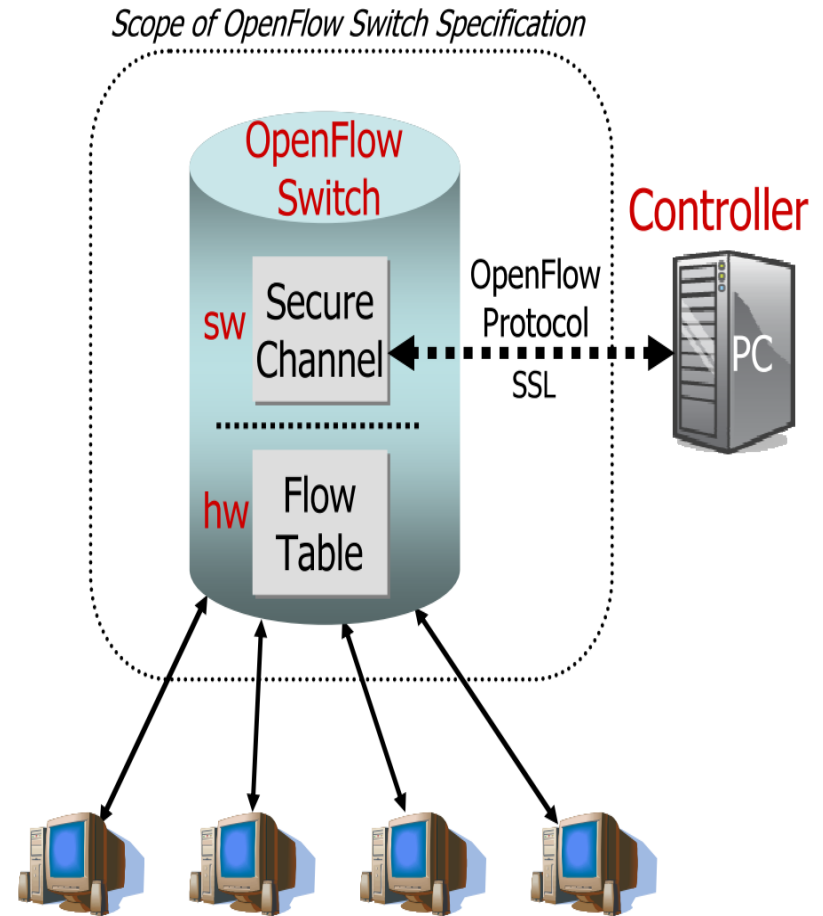 Scope of OpenFlow Switch Specification
OpenFlow
Switch
Controller
sw
Secure
Channel
OpenFlow
Protocol
SSL
PC
hw
Flow
Table